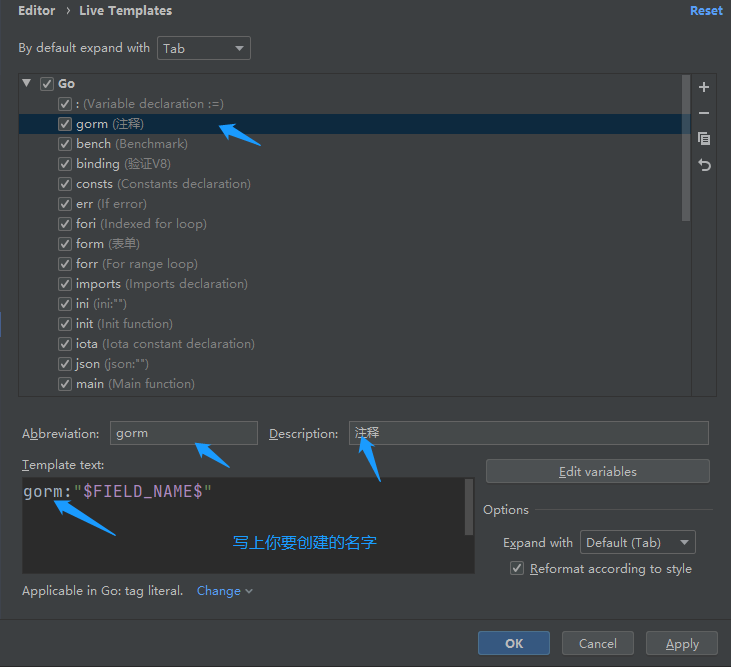 Editor › Live Templates
Reset
By default expand with Tab
Go
: (Variable declaration :=)
gorm (注释)
bench (Benchmark)
binding (验证V8)
consts (Constants declaration)
err (If error)
fori (Indexed for loop)
form (表单)
forr (For range loop)
imports (Imports declaration)
ini (ini:"")
init (Init function)
iota (Iota constant declaration)
json (json:"")
main (Main function)
Abbreviation: gorm Description: 注释
Template text:
gorm:"$FIELD_NAME$"
写上你要创建的名字
Edit variables
Options
Expand with Default (Tab)
Reformat according to style
Applicable in Go: tag literal. Change
OK Cancel Apply